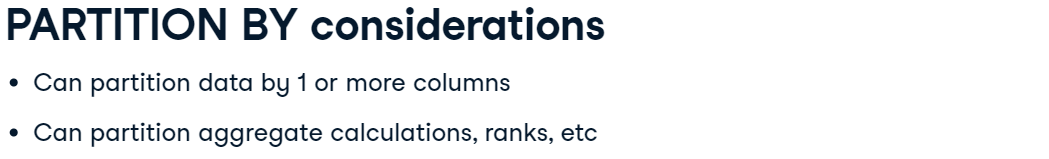 PARTITION BY considerations
• Can partition data by 1 or more columns
• Can partition aggregate calculations, ranks, etc